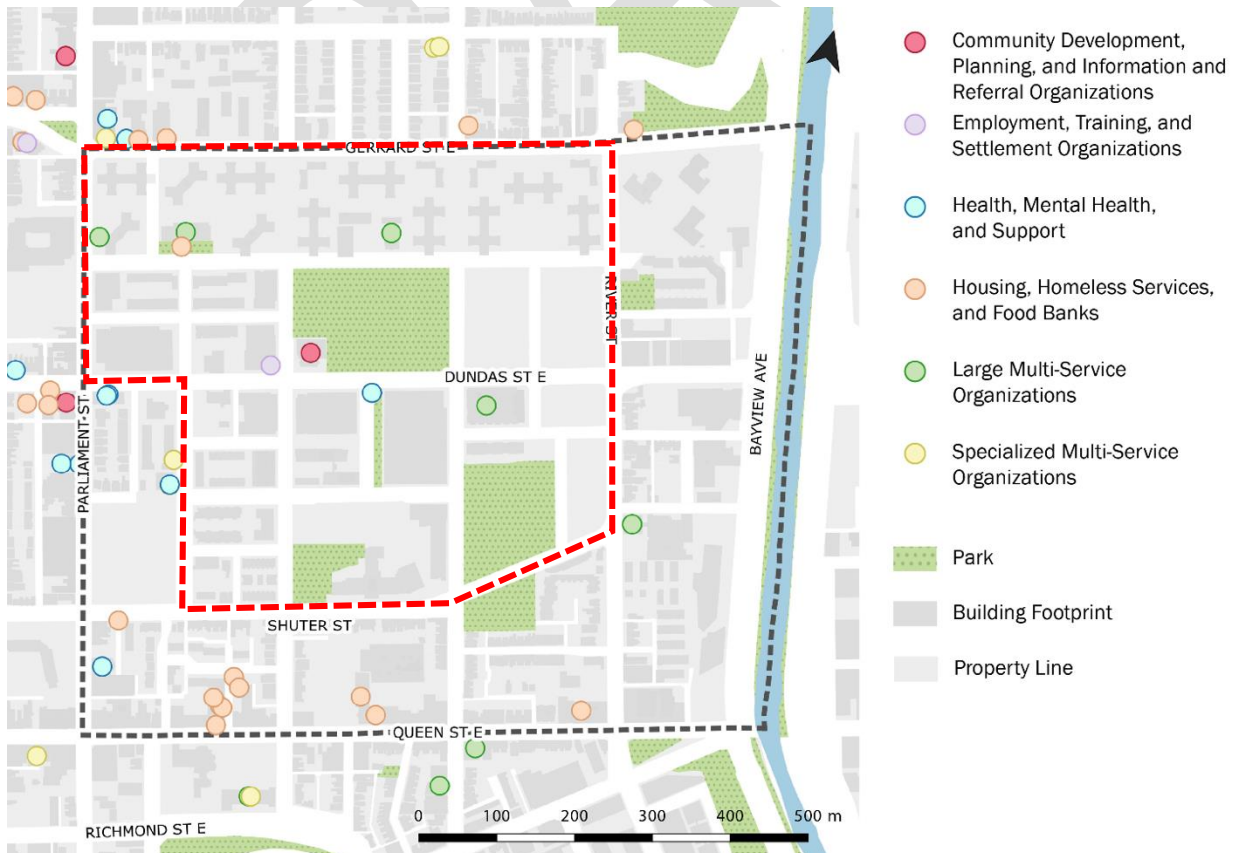 GERRARD ST E
RIVER ST
DUNDAS ST E
PARLIAMENT ST
BAYVIEW AVE
SHUTER ST
QUEEN ST E
RICHMOND ST E
0 100 200 300 400 500 m
Community Development,
Planning, and Information and
Referral Organizations
Employment, Training, and
Settlement Organizations
Health, Mental Health,
and Support
Housing, Homeless Services,
and Food Banks
Large Multi-Service
Organizations
Specialized Multi-Service
Organizations
Park
Building Footprint
Property Line